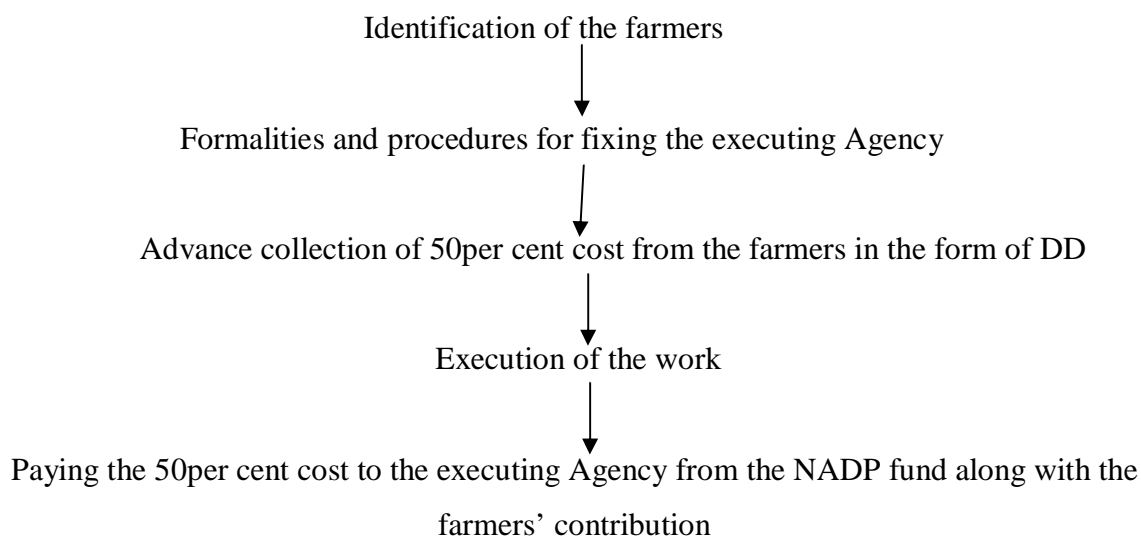 Identification of the farmers
Formalities and procedures for fixing the executing Agency
Advance collection of 50per cent cost from the farmers in the form of DD
Execution of the work
Paying the 50per cent cost to the executing Agency from the NADP fund along with the
farmers’ contribution